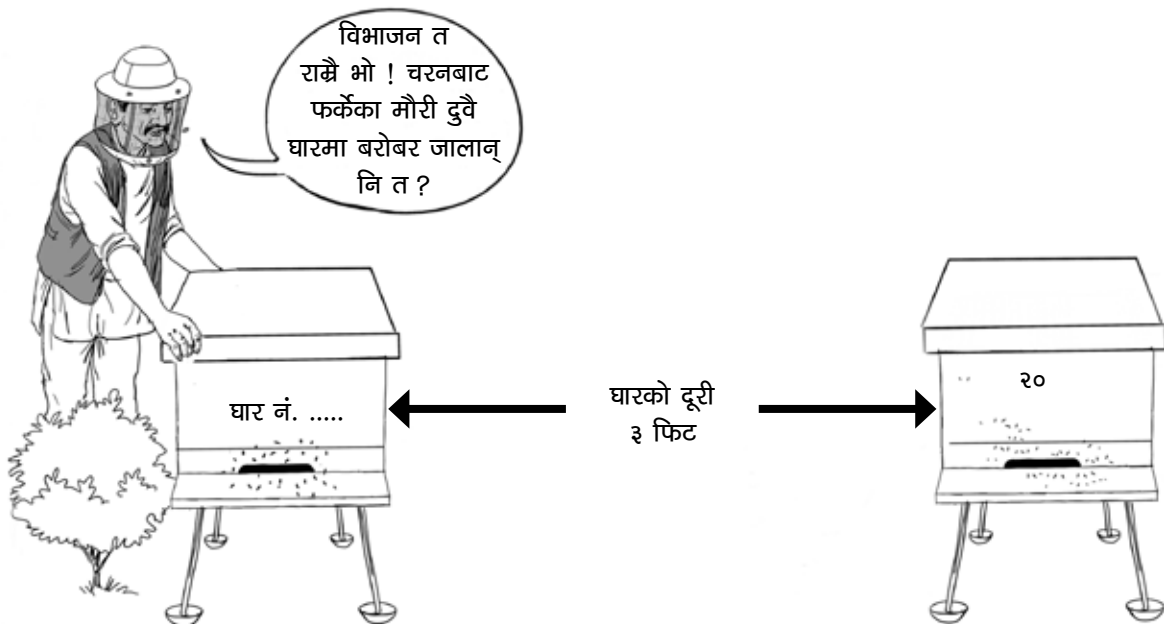 विभाजन त
राम्रै भो ! चरनबाट
फर्केका मौरी दुवै
घारमा बरोबर जालान्
नि त ?
घार नं. .....
घारको दूरी
३ फिट
२०